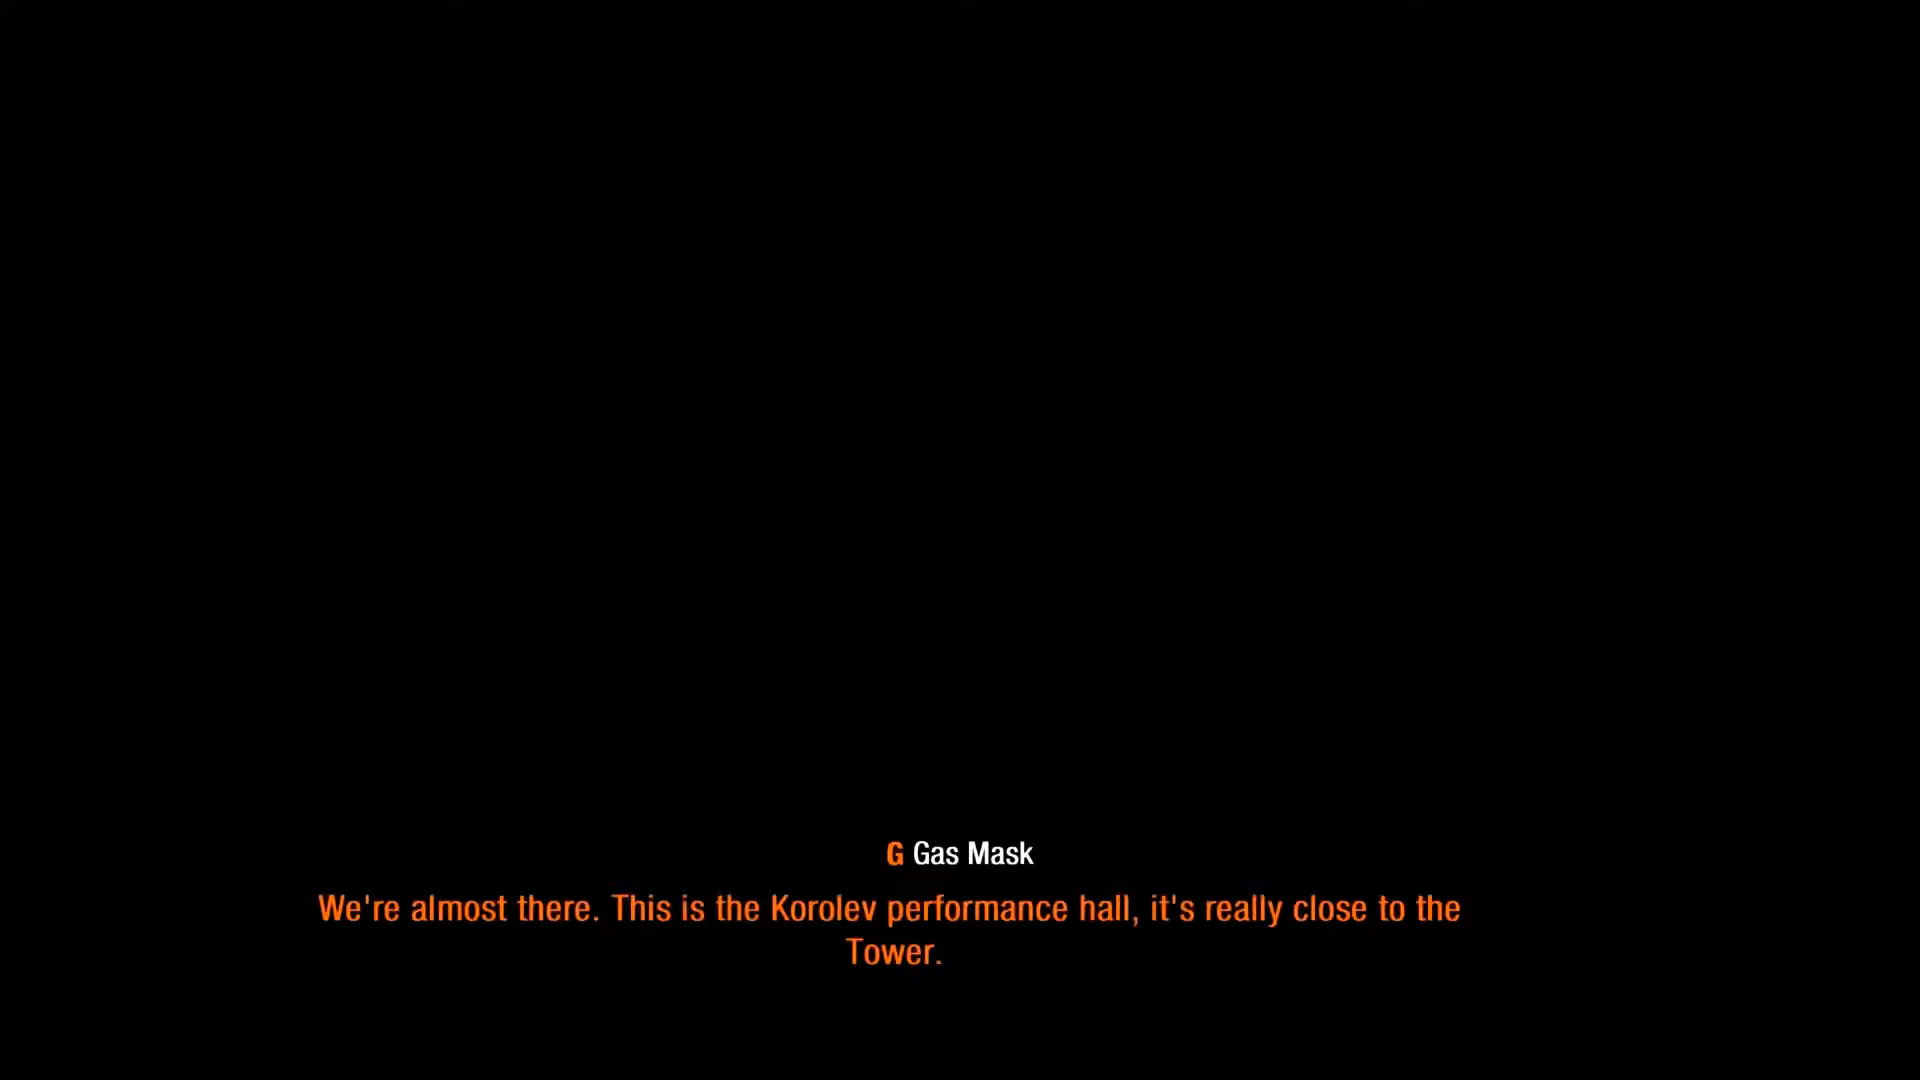 G Gas Mask
We're almost there. This is the Korolev performance hall, it's really close to the
Tower.